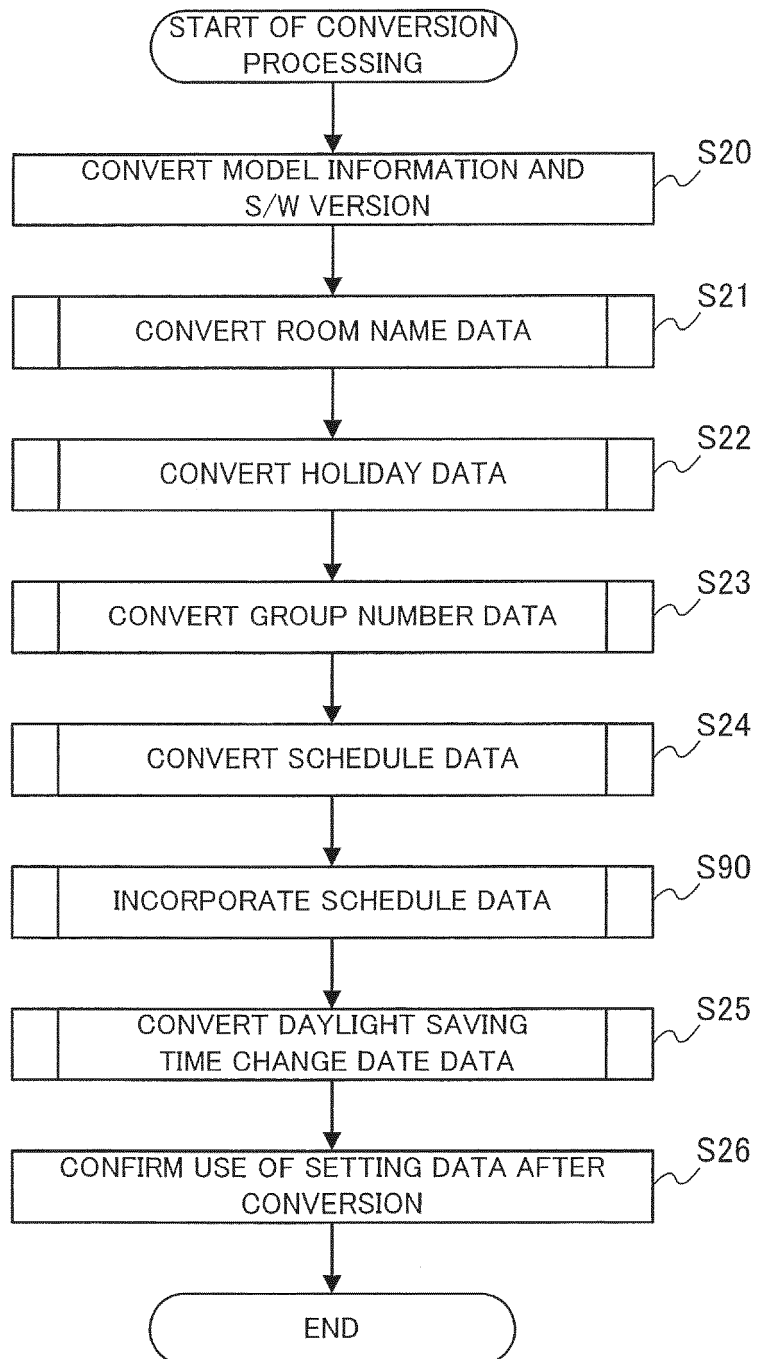 START OF CONVERSION
PROCESSING
CONVERT MODEL INFORMATION AND
S/W VERSION
S20
CONVERT ROOM NAME DATA
S21
CONVERT HOLIDAY DATA
S22
CONVERT GROUP NUMBER DATA
S23
CONVERT SCHEDULE DATA
S24
INCORPORATE SCHEDULE DATA
S90
CONVERT DAYLIGHT SAVING
TIME CHANGE DATE DATA
S25
CONFIRM USE OF SETTING DATA AFTER
CONVERSION
S26
END